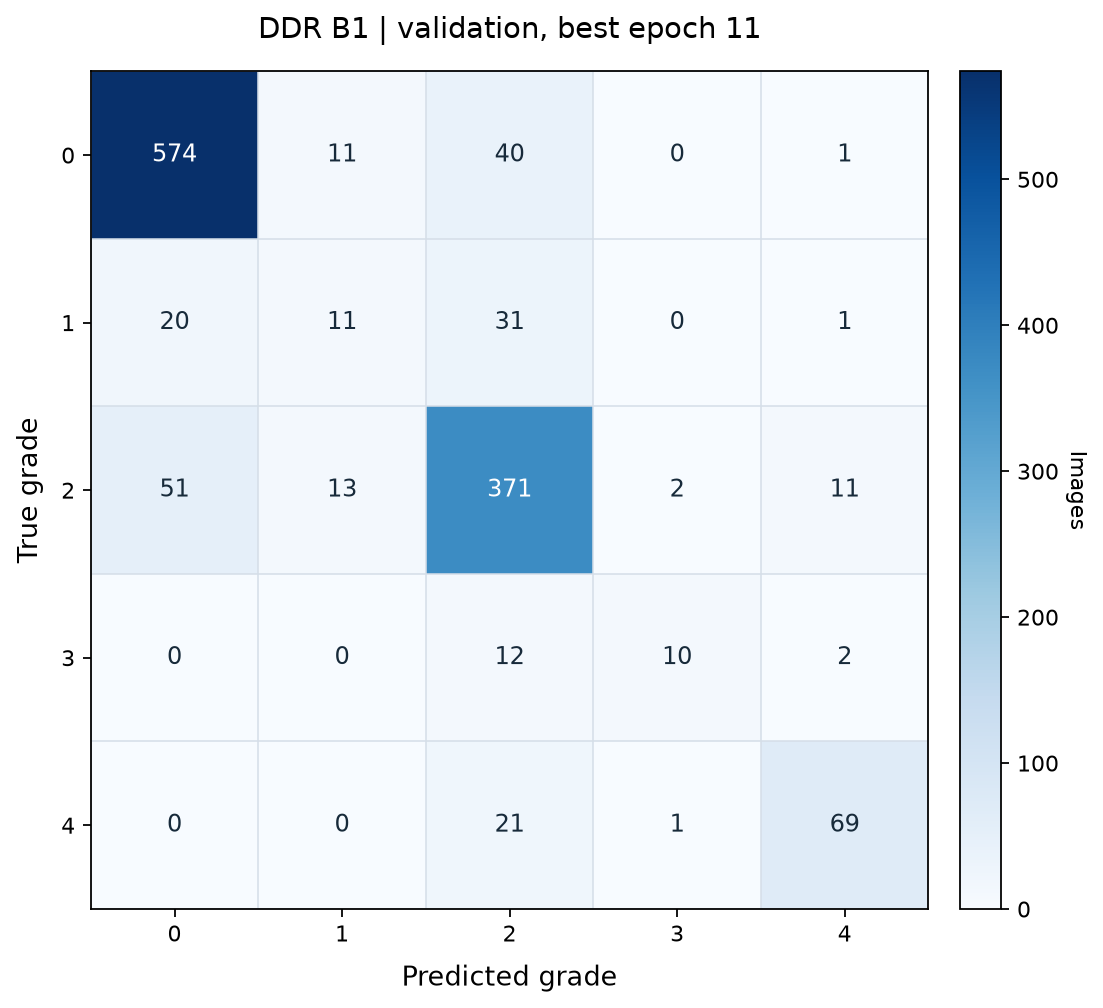 DDR B1 | validation, best epoch 11
574 11 40 0 1
20 11 31 0 1
51 13 371 2 11
0 0 12 10 2
0 0 21 1 69
0
1
2
3
4
True grade
0 1 2 3 4
Predicted grade
500
400
300
200
100
0
Images